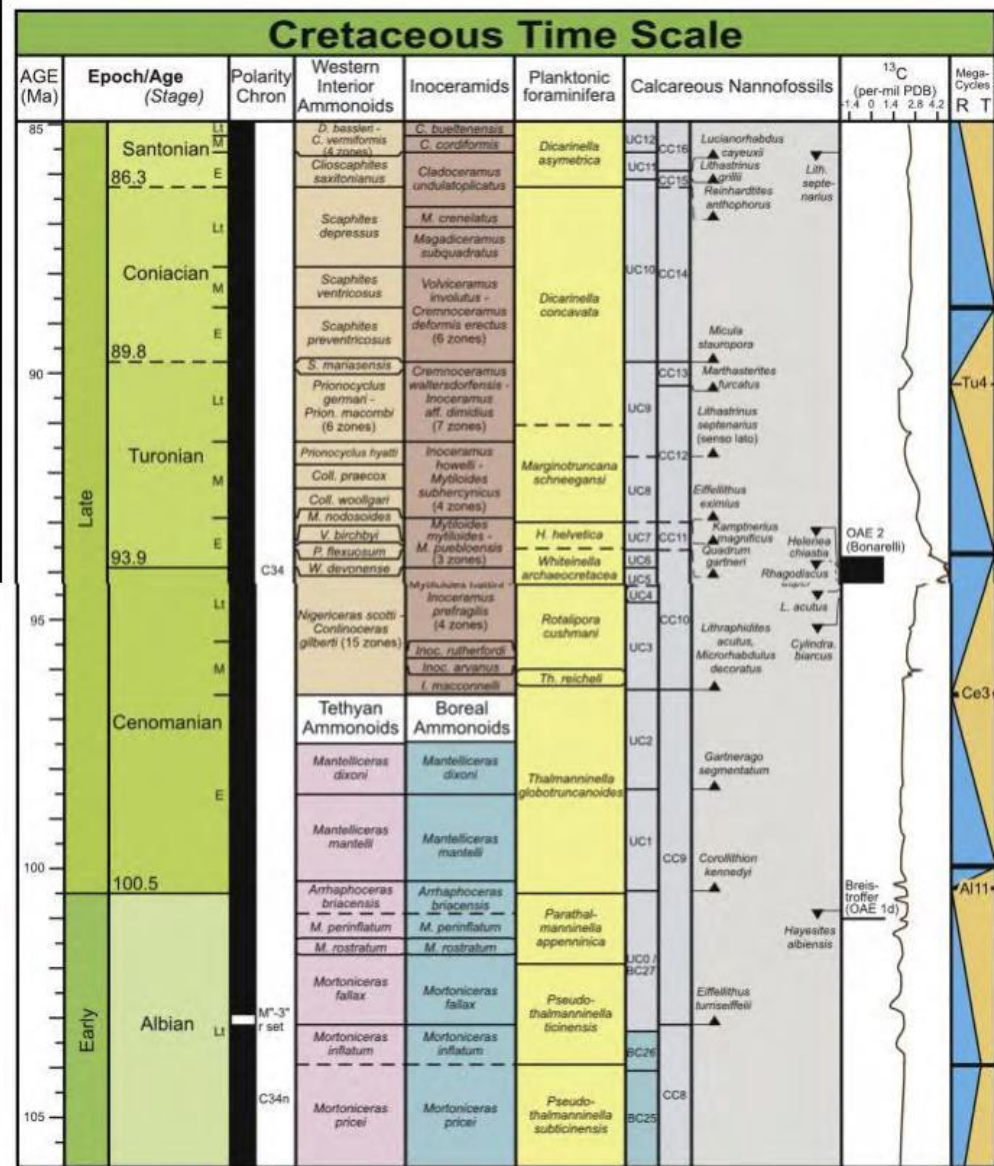 Cretaceous Time Scale
AGE
(Ma)
Epoch/Age
(Stage)
Polarity
Chron
Western
Interior
Ammonoids
Inoceramids
Planktonic
foraminifera
Calcareous Nannofossils
13C
(per-mil PDB)
-1.4 0 1.4 2.8 4.2
Mega-
Cycles
R T
85
90
95
100
105
Late
Early
Santonian
86.3
Coniacian
89.8
Turonian
93.9
Cenomanian
100.5
Albian
Lt
M
E
Lt
M
E
Lt
M
E
Lt
M
E
Lt
C34
M"-3"
r set
C34n
D. bassleri -
C. vermiformis
(4 zones)
Clioscaphites
saxitonianus
Scaphites
depressus
Scaphites
ventricosus
Scaphites
preventricosus
S. mariasensis
Prionocyclus
germari -
Prion. macombi
(6 zones)
Prionocyclus hyatti
Coll. praecox
Coll. woollgari
M. nodosoides
V. birchbyi
P. flexuosum
W. devonense
Nigericeras scotti -
Conlinoceras
gilberti (15 zones)
Tethyan
Ammonoids
Mantelliceras
dixoni
Mantelliceras
mantelli
Arrhaphoceras
briacensis
M. perinflatum
M. rostratum
Mortoniceras
fallax
Mortoniceras
inflatum
Mortoniceras
pricei
C. bueltenensis
C. cordiformis
Cladoceramus
undulatoplicatus
M. crenelatus
Magadiceramus
subquadratus
Volviceramus
involutus -
Cremnoceramus
deformis erectus
(6 zones)
Cremnoceramus
waltersdorfensis -
Inoceramus
aff. dimidius
(7 zones)
Inoceramus
howelli -
Mytiloides
subhercynicus
(4 zones)
Mytiloides
mytiloides -
M. puebloensis
(3 zones)
Inoceramus
prefragilis
(4 zones)
Inoc. rutherfordi
Inoc. arvanus
I. macconnelli
Boreal
Ammonoids
Mantelliceras
dixoni
Mantelliceras
mantelli
Arrhaphoceras
briacensis
M. perinflatum
M. rostratum
Mortoniceras
fallax
Mortoniceras
inflatum
Mortoniceras
pricei
Dicarinella
asymetrica
Dicarinella
concavata
Marginotruncana
schneegansi
H. helvetica
Whiteinella
archaeocretacea
Rotalipora
cushmani
Th. reicheli
Thalmanninella
globotruncanoides
Parathal-
manninella
appenninica
Pseudo-
thalmanninella
ticinensis
Pseudo-
thalmanninella
subticinensis
UC12
UC11
UC10
UC9
UC8
UC7
UC6
UC5
UC4
UC3
UC2
UC1
UC0 /
BC27
BC26
BC25
CC16
CC15
CC14
CC13
CC12
CC11
CC10
CC9
CC8
Lucianorhabdus
cayeuxii
Lithastrinus
grillii
Reinhardtites
anthophorus
Lith.
septe-
narius
Micula
stauropora
Marthasterites
furcatus
Lithastrinus
septenarius
(senso lato)
Eiffellithus
eximius
Kamptnerius
magnificus
Quadrum
gartneri
Helenea
chiastia
Rhagodiscus
L. acutus
Lithraphidites
acutus,
Microrhabdulus
decoratus
Cylindra.
biarcus
Gartnerago
segmentatum
Corollithion
kennedyi
Hayesites
albiensis
Eiffellithus
turriseiffelii
OAE 2
(Bonarelli)
Breis-
troffer
(OAE 1d)
Tu4
Ce3
Al11